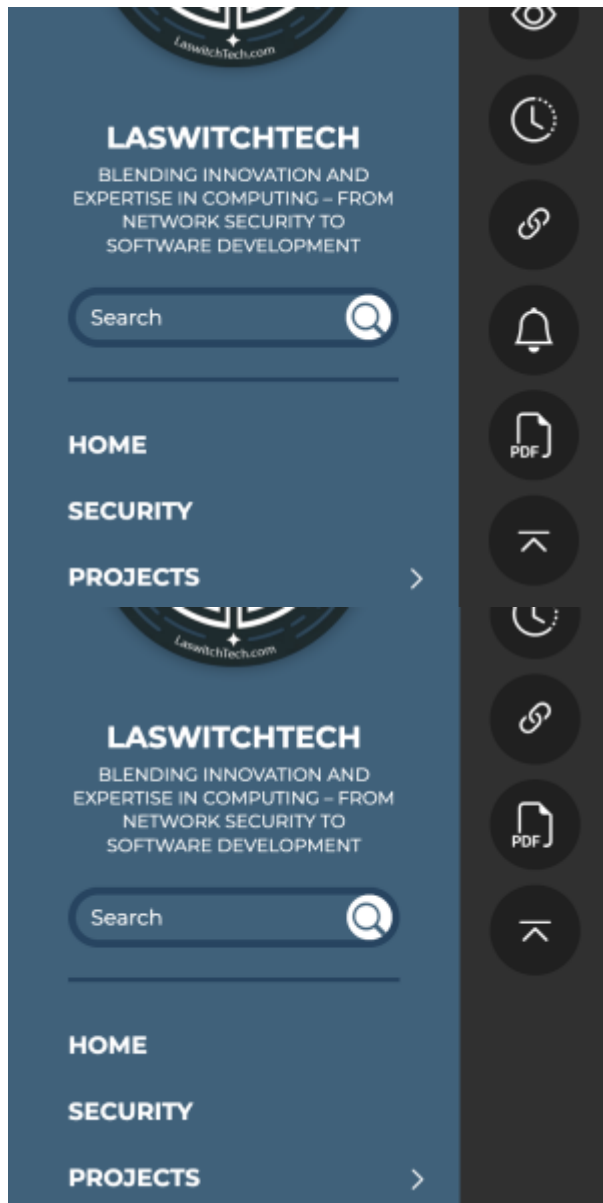 LaswitchTech.com
LASWITCHTECH
BLENDING INNOVATION AND
EXPERTISE IN COMPUTING – FROM
NETWORK SECURITY TO
SOFTWARE DEVELOPMENT
Search
HOME
SECURITY
PROJECTS
PDF
LaswitchTech.com
LASWITCHTECH
BLENDING INNOVATION AND
EXPERTISE IN COMPUTING – FROM
NETWORK SECURITY TO
SOFTWARE DEVELOPMENT
Search
HOME
SECURITY
PROJECTS
PDF